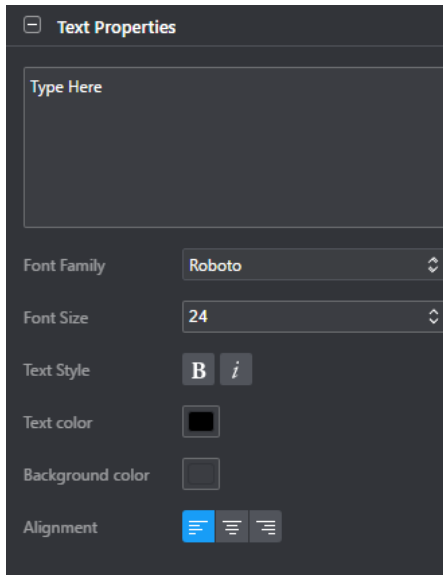 Text Properties
Type Here
Font Family Roboto
Font Size 24
Text Style B i
Text color
Background color
Alignment